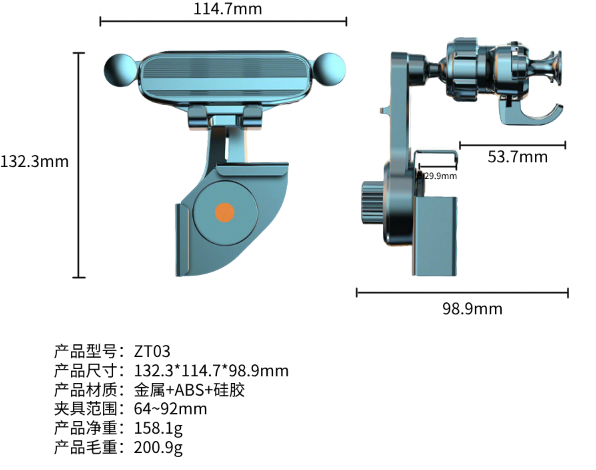 114.7mm
132.3mm
53.7mm
29.9mm
98.9mm
产品型号：ZT03
产品尺寸：132.3*114.7*98.9mm
产品材质：金属+ABS+硅胶
夹具范围：64~92mm
产品净重：158.1g
产品毛重：200.9g